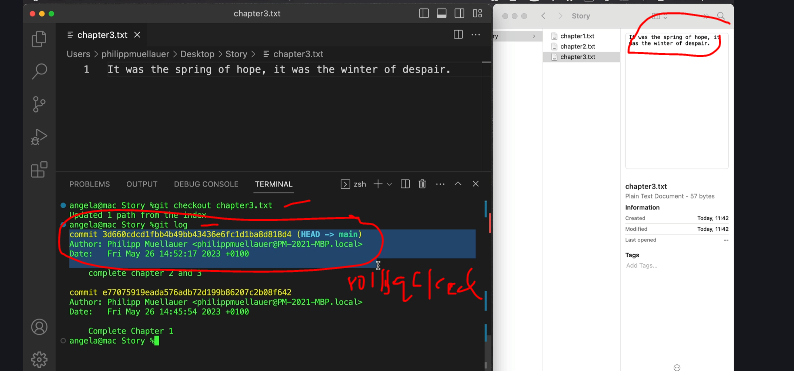 chapter3.txt
chapter3.txt
Users > philippmuellauer > Desktop > Story > chapter3.txt
1 It was the spring of hope, it was the winter of despair.
PROBLEMS OUTPUT DEBUG CONSOLE TERMINAL
zsh
angela@mac Story %git checkout chapter3.txt
Updated 1 path from the index
angela@mac Story %git log
commit 3d660cdcd1fbb4b49bb43436e6fc1d1ba8d818d4 (HEAD -> main)
Author: Philipp Muellauer <philippmuellauer@PM-2021-MBP.local>
Date: Fri May 26 14:52:17 2023 +0100
complete chapter 2 and 3
commit e77075919eada576adb72d199b86207c2b08f642
Author: Philipp Muellauer <philippmuellauer@PM-2021-MBP.local>
Date: Fri May 26 14:45:54 2023 +0100
Complete Chapter 1
angela@mac Story %
Story
ry
chapter1.txt
chapter2.txt
chapter3.txt
It was the spring of hope, it
was the winter of despair.
chapter3.txt
Plain Text Document - 57 bytes
Information
Created Today, 11:42
Modified Today, 11:42
Last opened --
Tags
Add Tags...